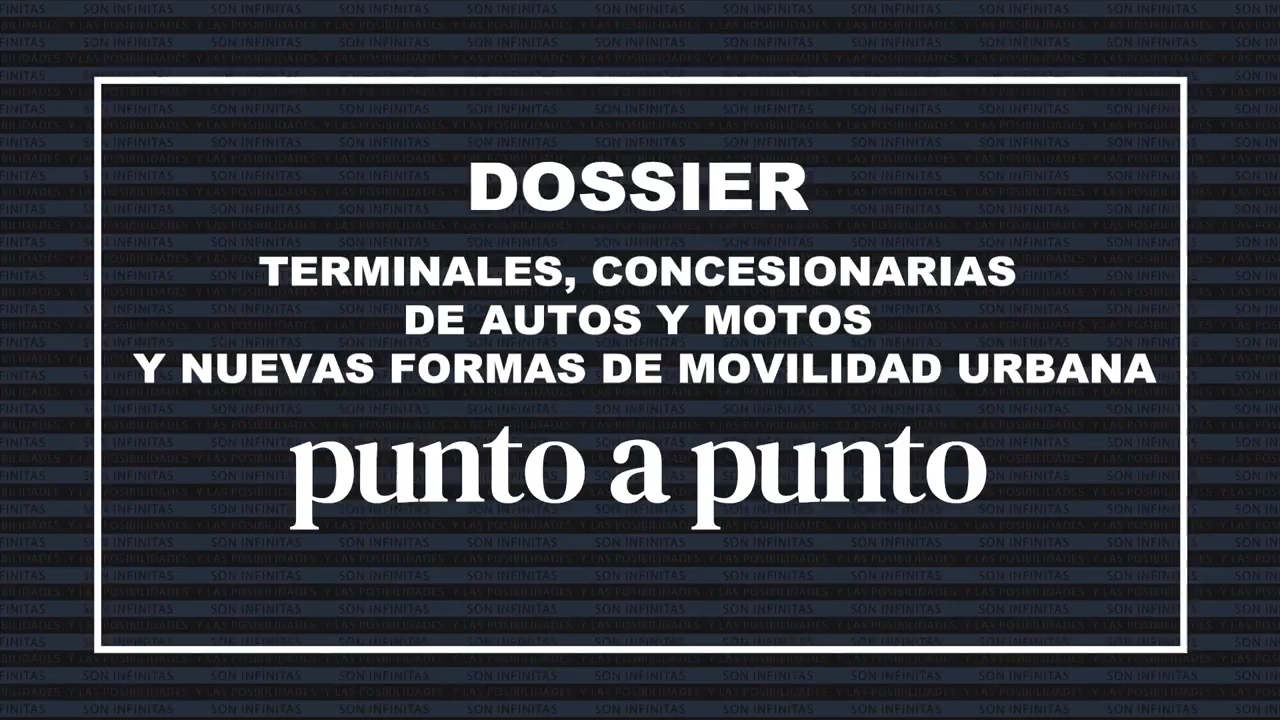 DOSSIER
TERMINALES, CONCESIONARIAS
DE AUTOS Y MOTOS
Y NUEVAS FORMAS DE MOVILIDAD URBANA
punto a punto